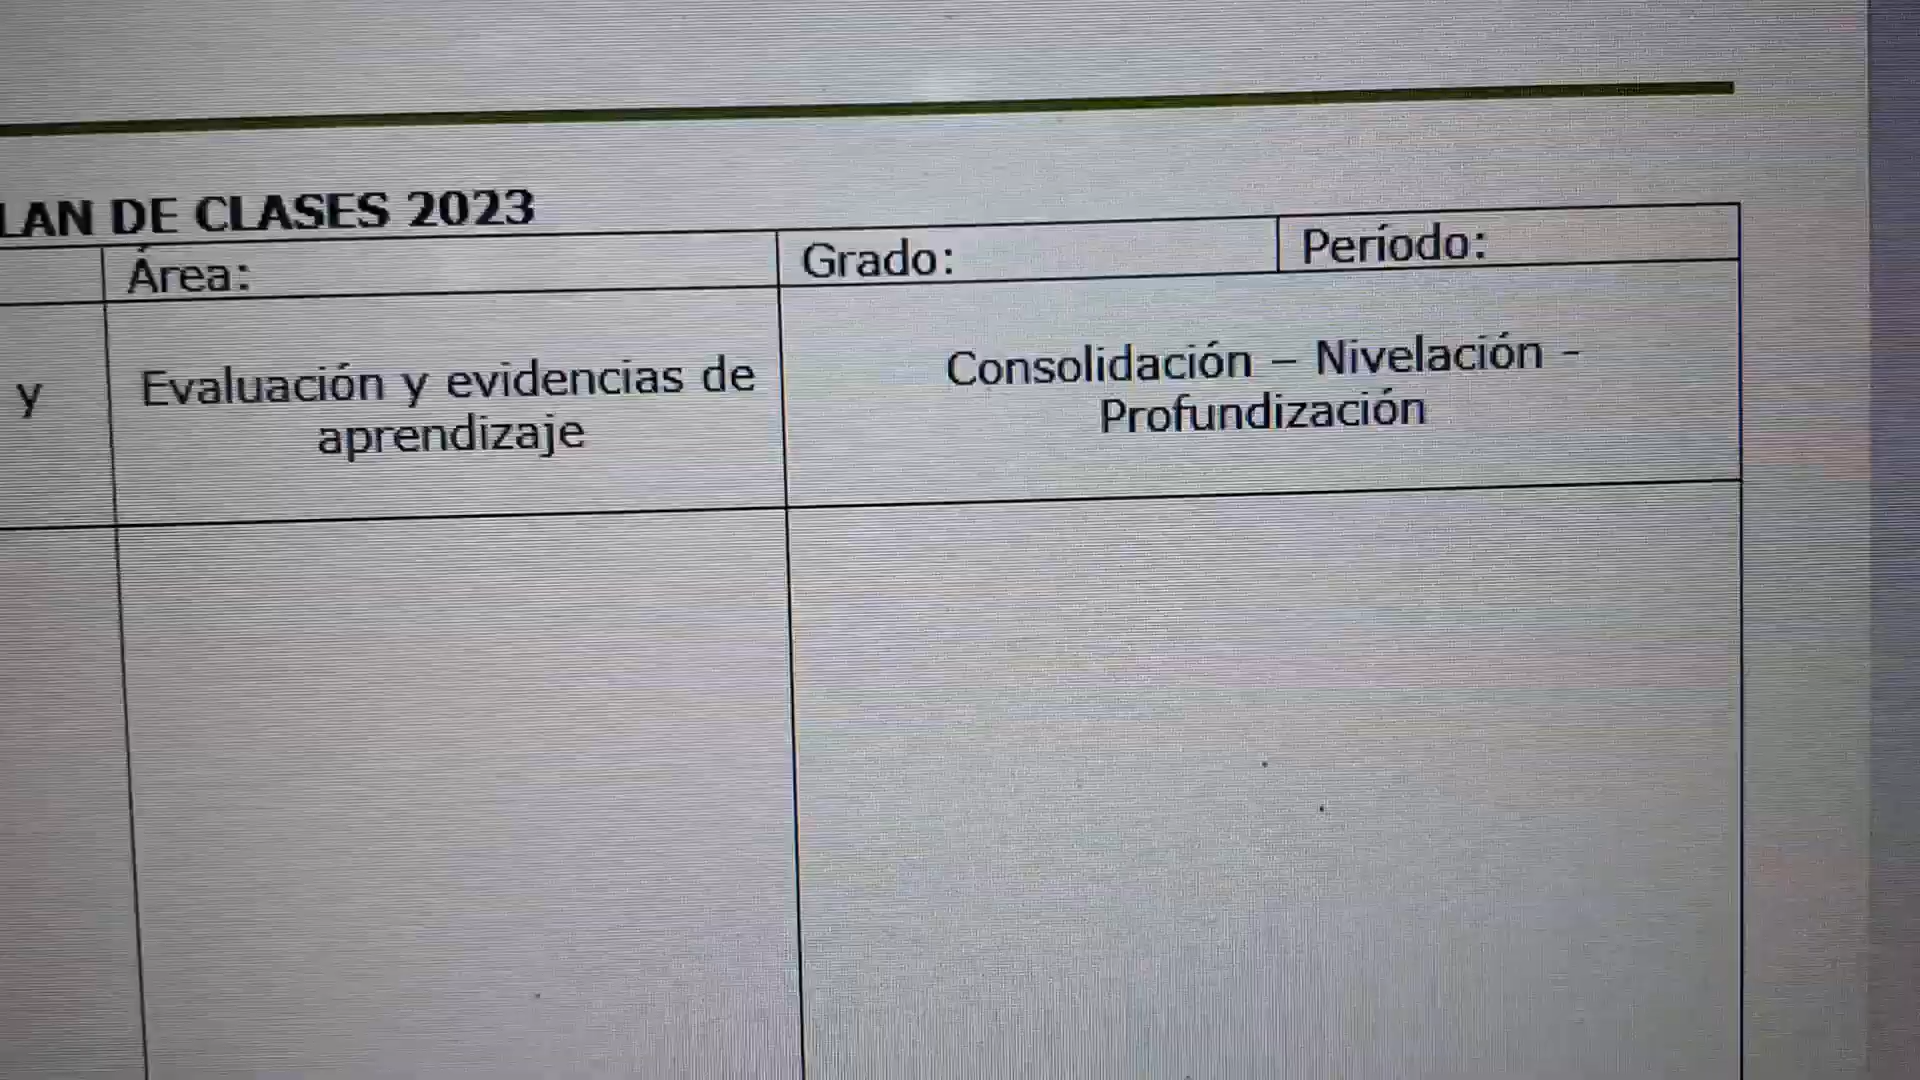 LAN DE CLASES 2023
Área:
Grado:
Período:
y
Evaluación y evidencias de
aprendizaje
Consolidación – Nivelación -
Profundización